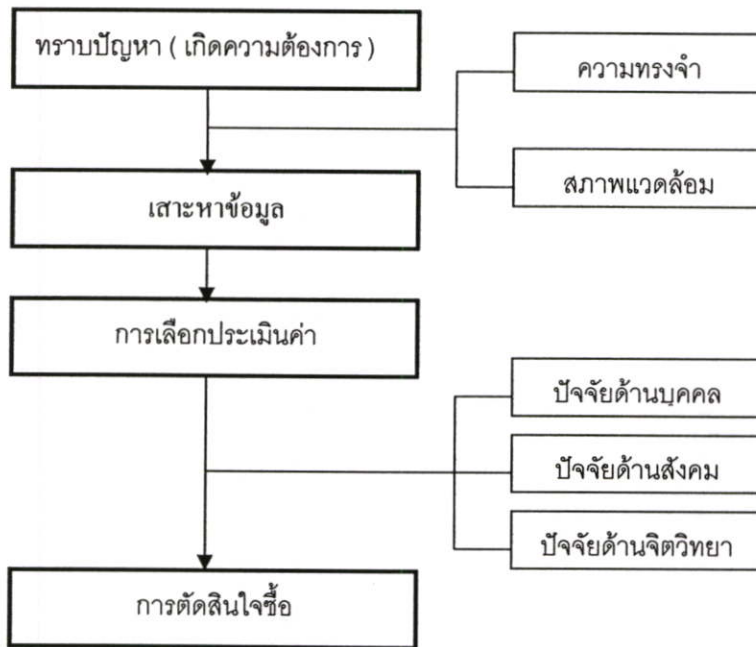 ทราบปัญหา ( เกิดความต้องการ )
ความทรงจำ
สภาพแวดล้อม
เสาะหาข้อมูล
การเลือกประเมินค่า
ปัจจัยด้านบุคคล
ปัจจัยด้านสังคม
ปัจจัยด้านจิตวิทยา
การตัดสินใจซื้อ